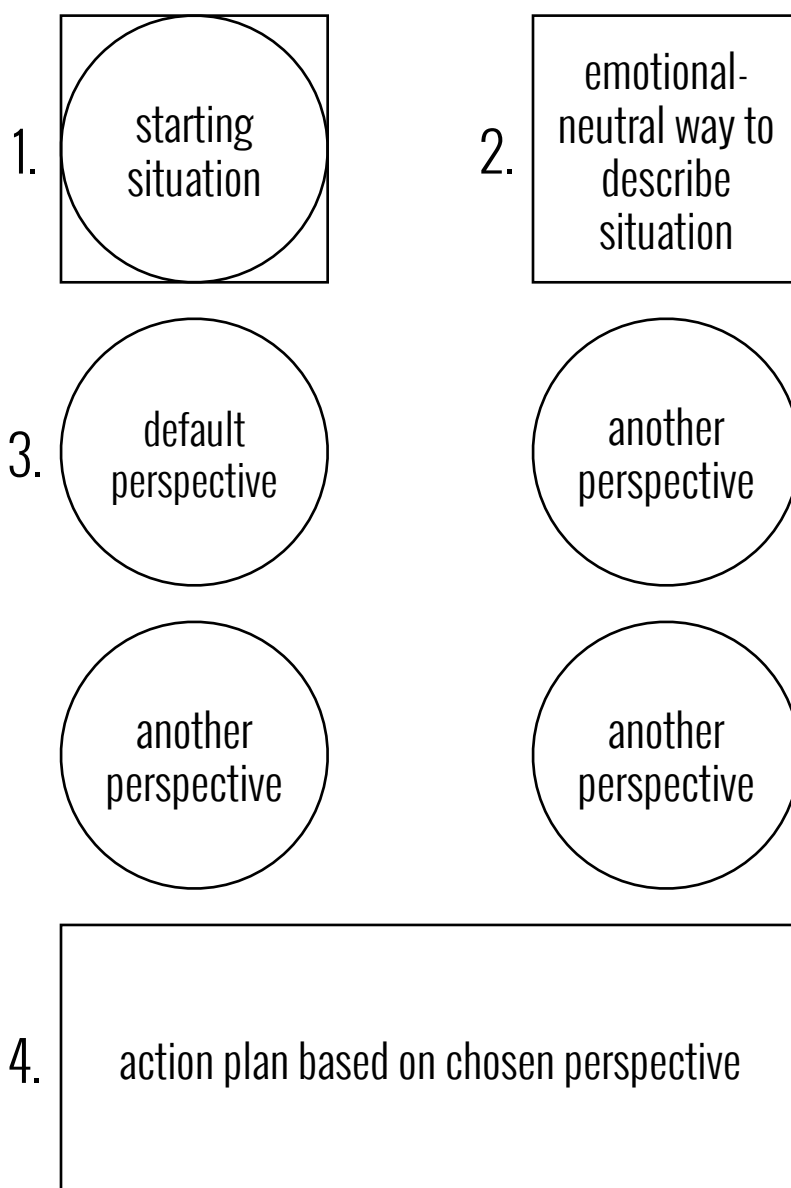 1.
starting
situation
2.
emotional-
neutral way to
describe
situation
3.
default
perspective
another
perspective
another
perspective
another
perspective
4.
action plan based on chosen perspective